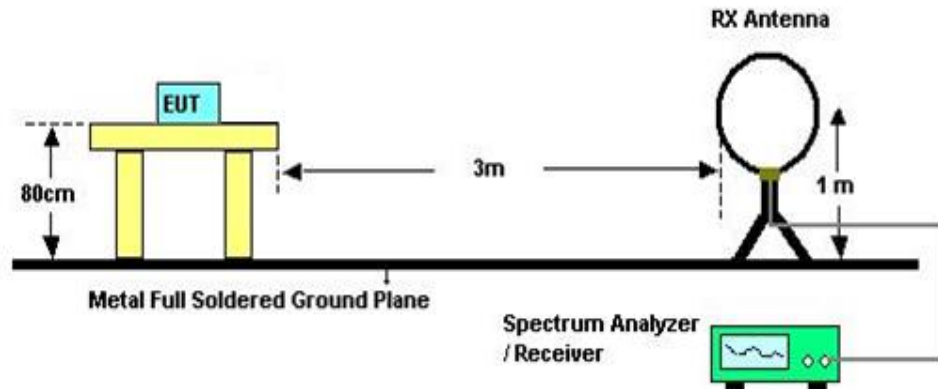 RX Antenna
EUT
80cm
3m
1 m
Metal Full Soldered Ground Plane
Spectrum Analyzer
/ Receiver